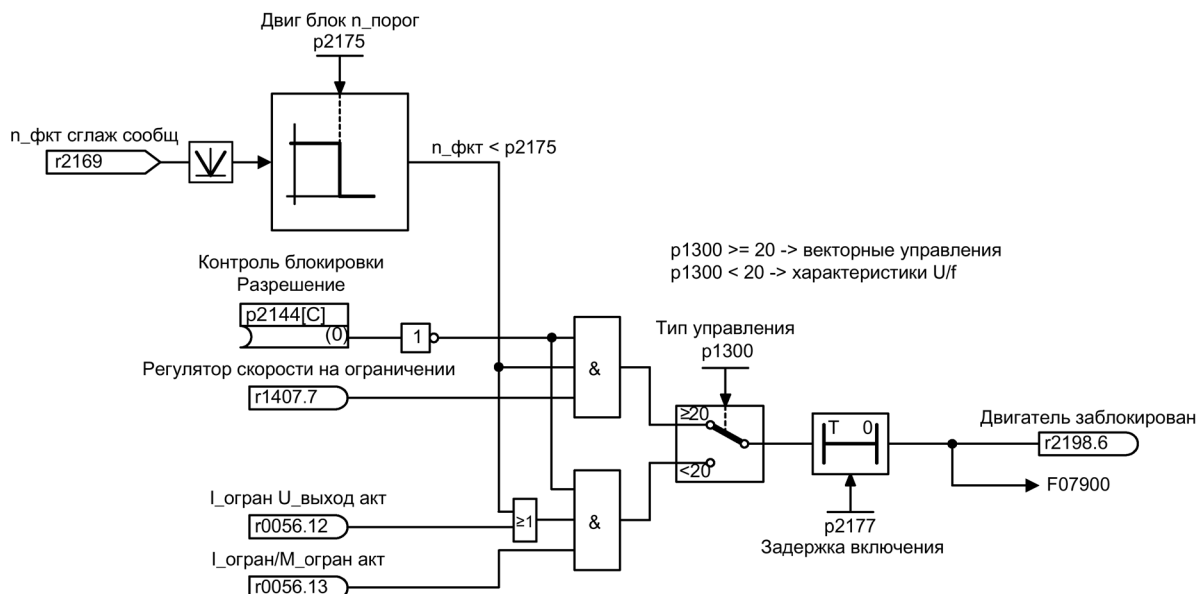 Двиг блок n_порог
p2175
n_фкт сглаж сообщ
r2169
n_фкт < p2175
p1300 >= 20 -> векторные управления
p1300 < 20 -> характеристики U/f
Контроль блокировки
Разрешение
p2144[C]
(0)
1
Тип управления
p1300
Регулятор скорости на ограничении
r1407.7
&
≥20
<20
T 0
Двигатель заблокирован
r2198.6
F07900
I_огран U_выход акт
r0056.12
≥1
&
p2177
Задержка включения
I_огран/M_огран акт
r0056.13